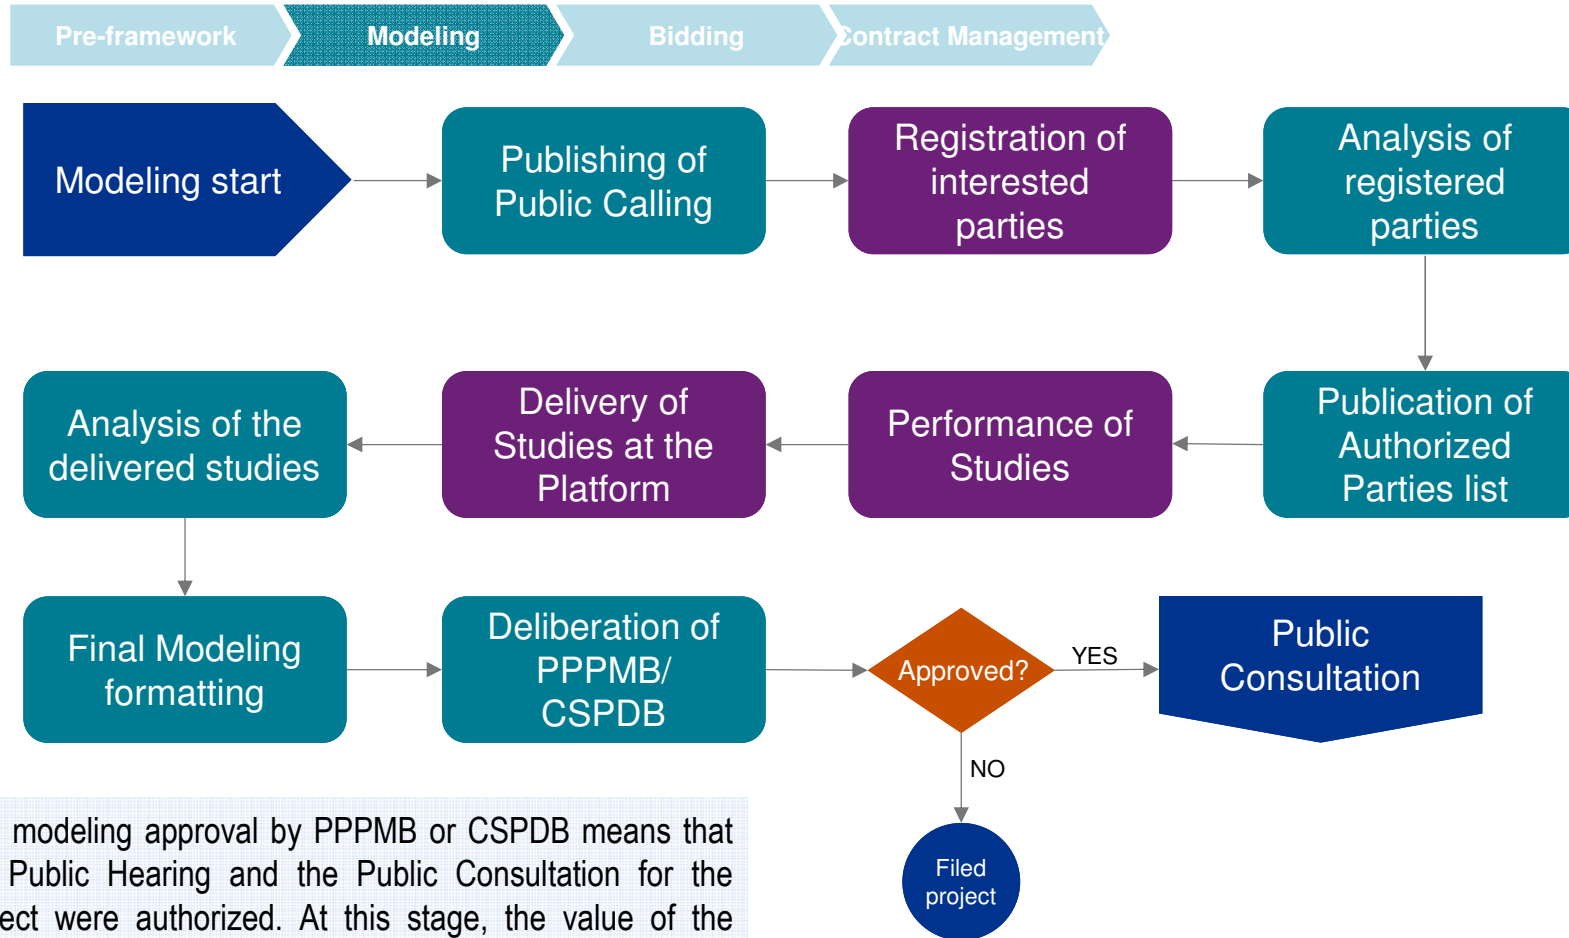 Pre-framework
Modeling
Bidding
Contract Management
Modeling start
Publishing of
Public Calling
Registration of
interested
parties
Analysis of
registered
parties
Publication of
Authorized
Parties list
Performance of
Studies
Delivery of
Studies at the
Platform
Analysis of the
delivered studies
Final Modeling
formatting
Deliberation of
PPPMB/
CSPDB
Approved?
YES
Public
Consultation
NO
Filed
project
modeling approval by PPPMB or CSPDB means that
Public Hearing and the Public Consultation for the
ect were authorized. At this stage, the value of the